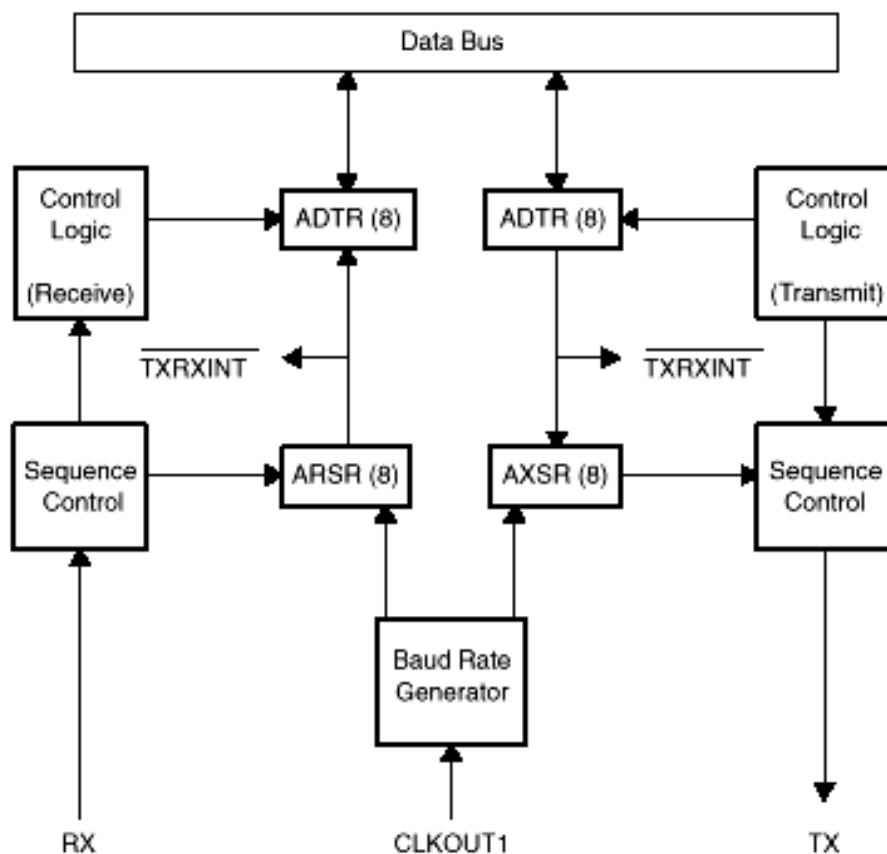 Data Bus
Control
Logic
(Receive)
ADTR (8)
ADTR (8)
Control
Logic
(Transmit)
TXRXINT
TXRXINT
Sequence
Control
ARSR (8)
AXSR (8)
Sequence
Control
Baud Rate
Generator
RX
CLKOUT1
TX